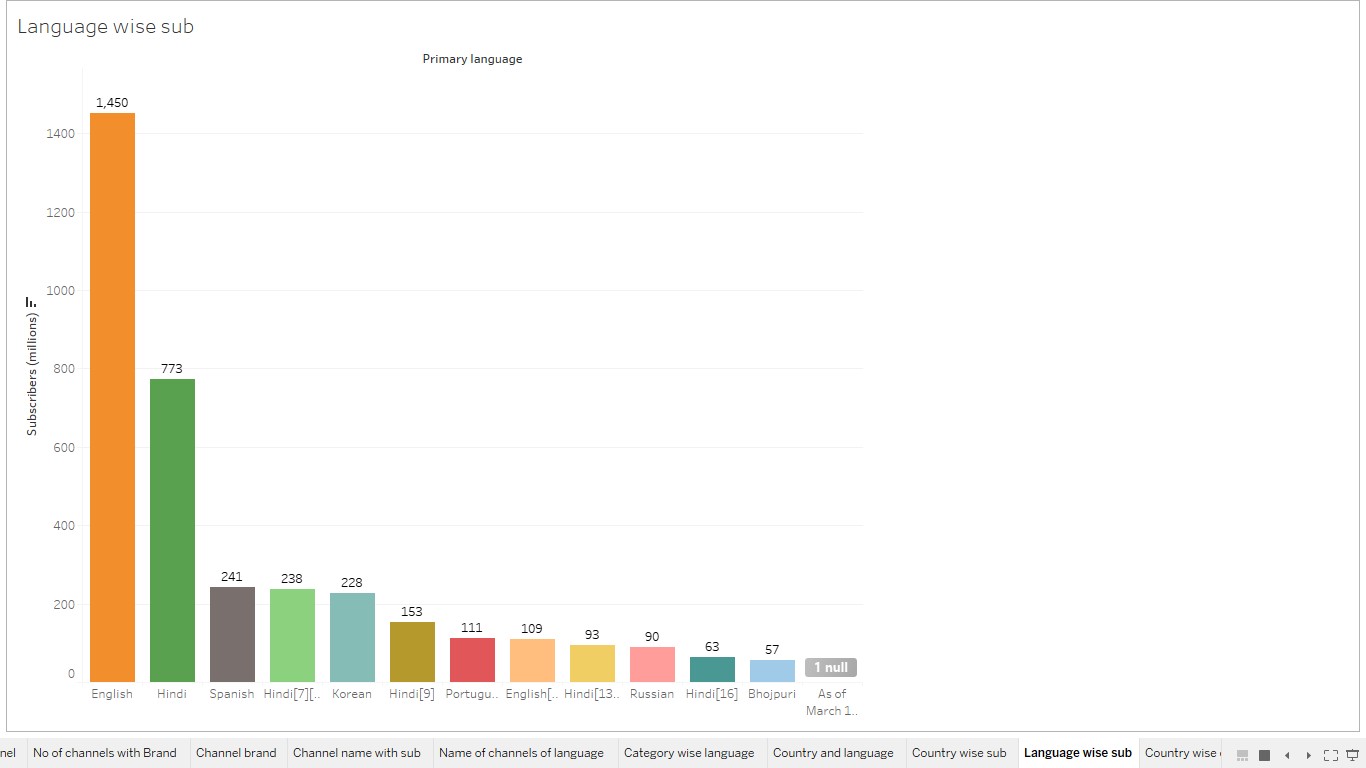 Language wise sub
Primary language
1,450
1400
1200
1000
800
600
400
200
0
Subscribers (millions)
773
241
238
228
153
111
109
93
90
63
57
1 null
English
Hindi
Spanish
Hindi[7][..
Korean
Hindi[9]
Portugu..
English[..
Hindi[13..
Russian
Hindi[16]
Bhojpuri
As of
March 1..
nel
No of channels with Brand
Channel brand
Channel name with sub
Name of channels of language
Category wise language
Country and language
Country wise sub
Language wise sub
Country wise